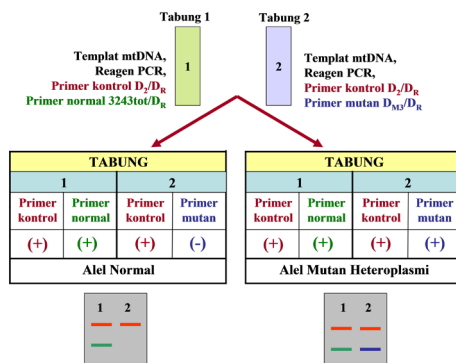 Tabung 1
Tabung 2
Templat mtDNA,
Reagen PCR,
Primer kontrol D2/DR
Primer normal 3243tot/DR
1
2
Templat mtDNA,
Reagen PCR,
Primer kontrol D2/DR
Primer mutan DM3/DR
TABUNG
1 2
Primer kontrol Primer normal Primer kontrol Primer mutan
(+) (+) (+) (-)
Alel Normal
TABUNG
1 2
Primer kontrol Primer normal Primer kontrol Primer mutan
(+) (+) (+) (+)
Alel Mutan Heteroplasmi
1 2
1 2